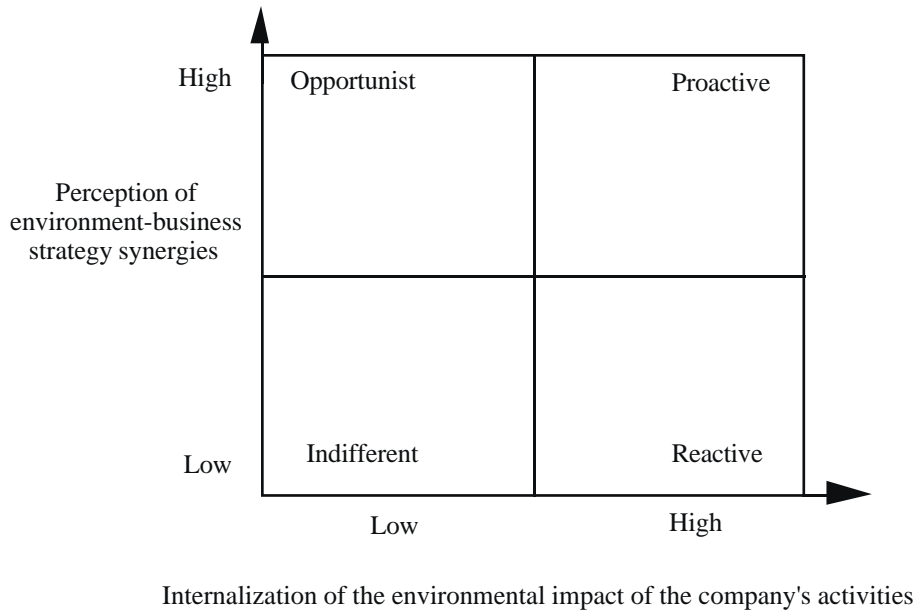 High
Opportunist
Proactive
Perception of
environment-business
strategy synergies
Low
Indifferent
Reactive
Low
High
Internalization of the environmental impact of the company's activities